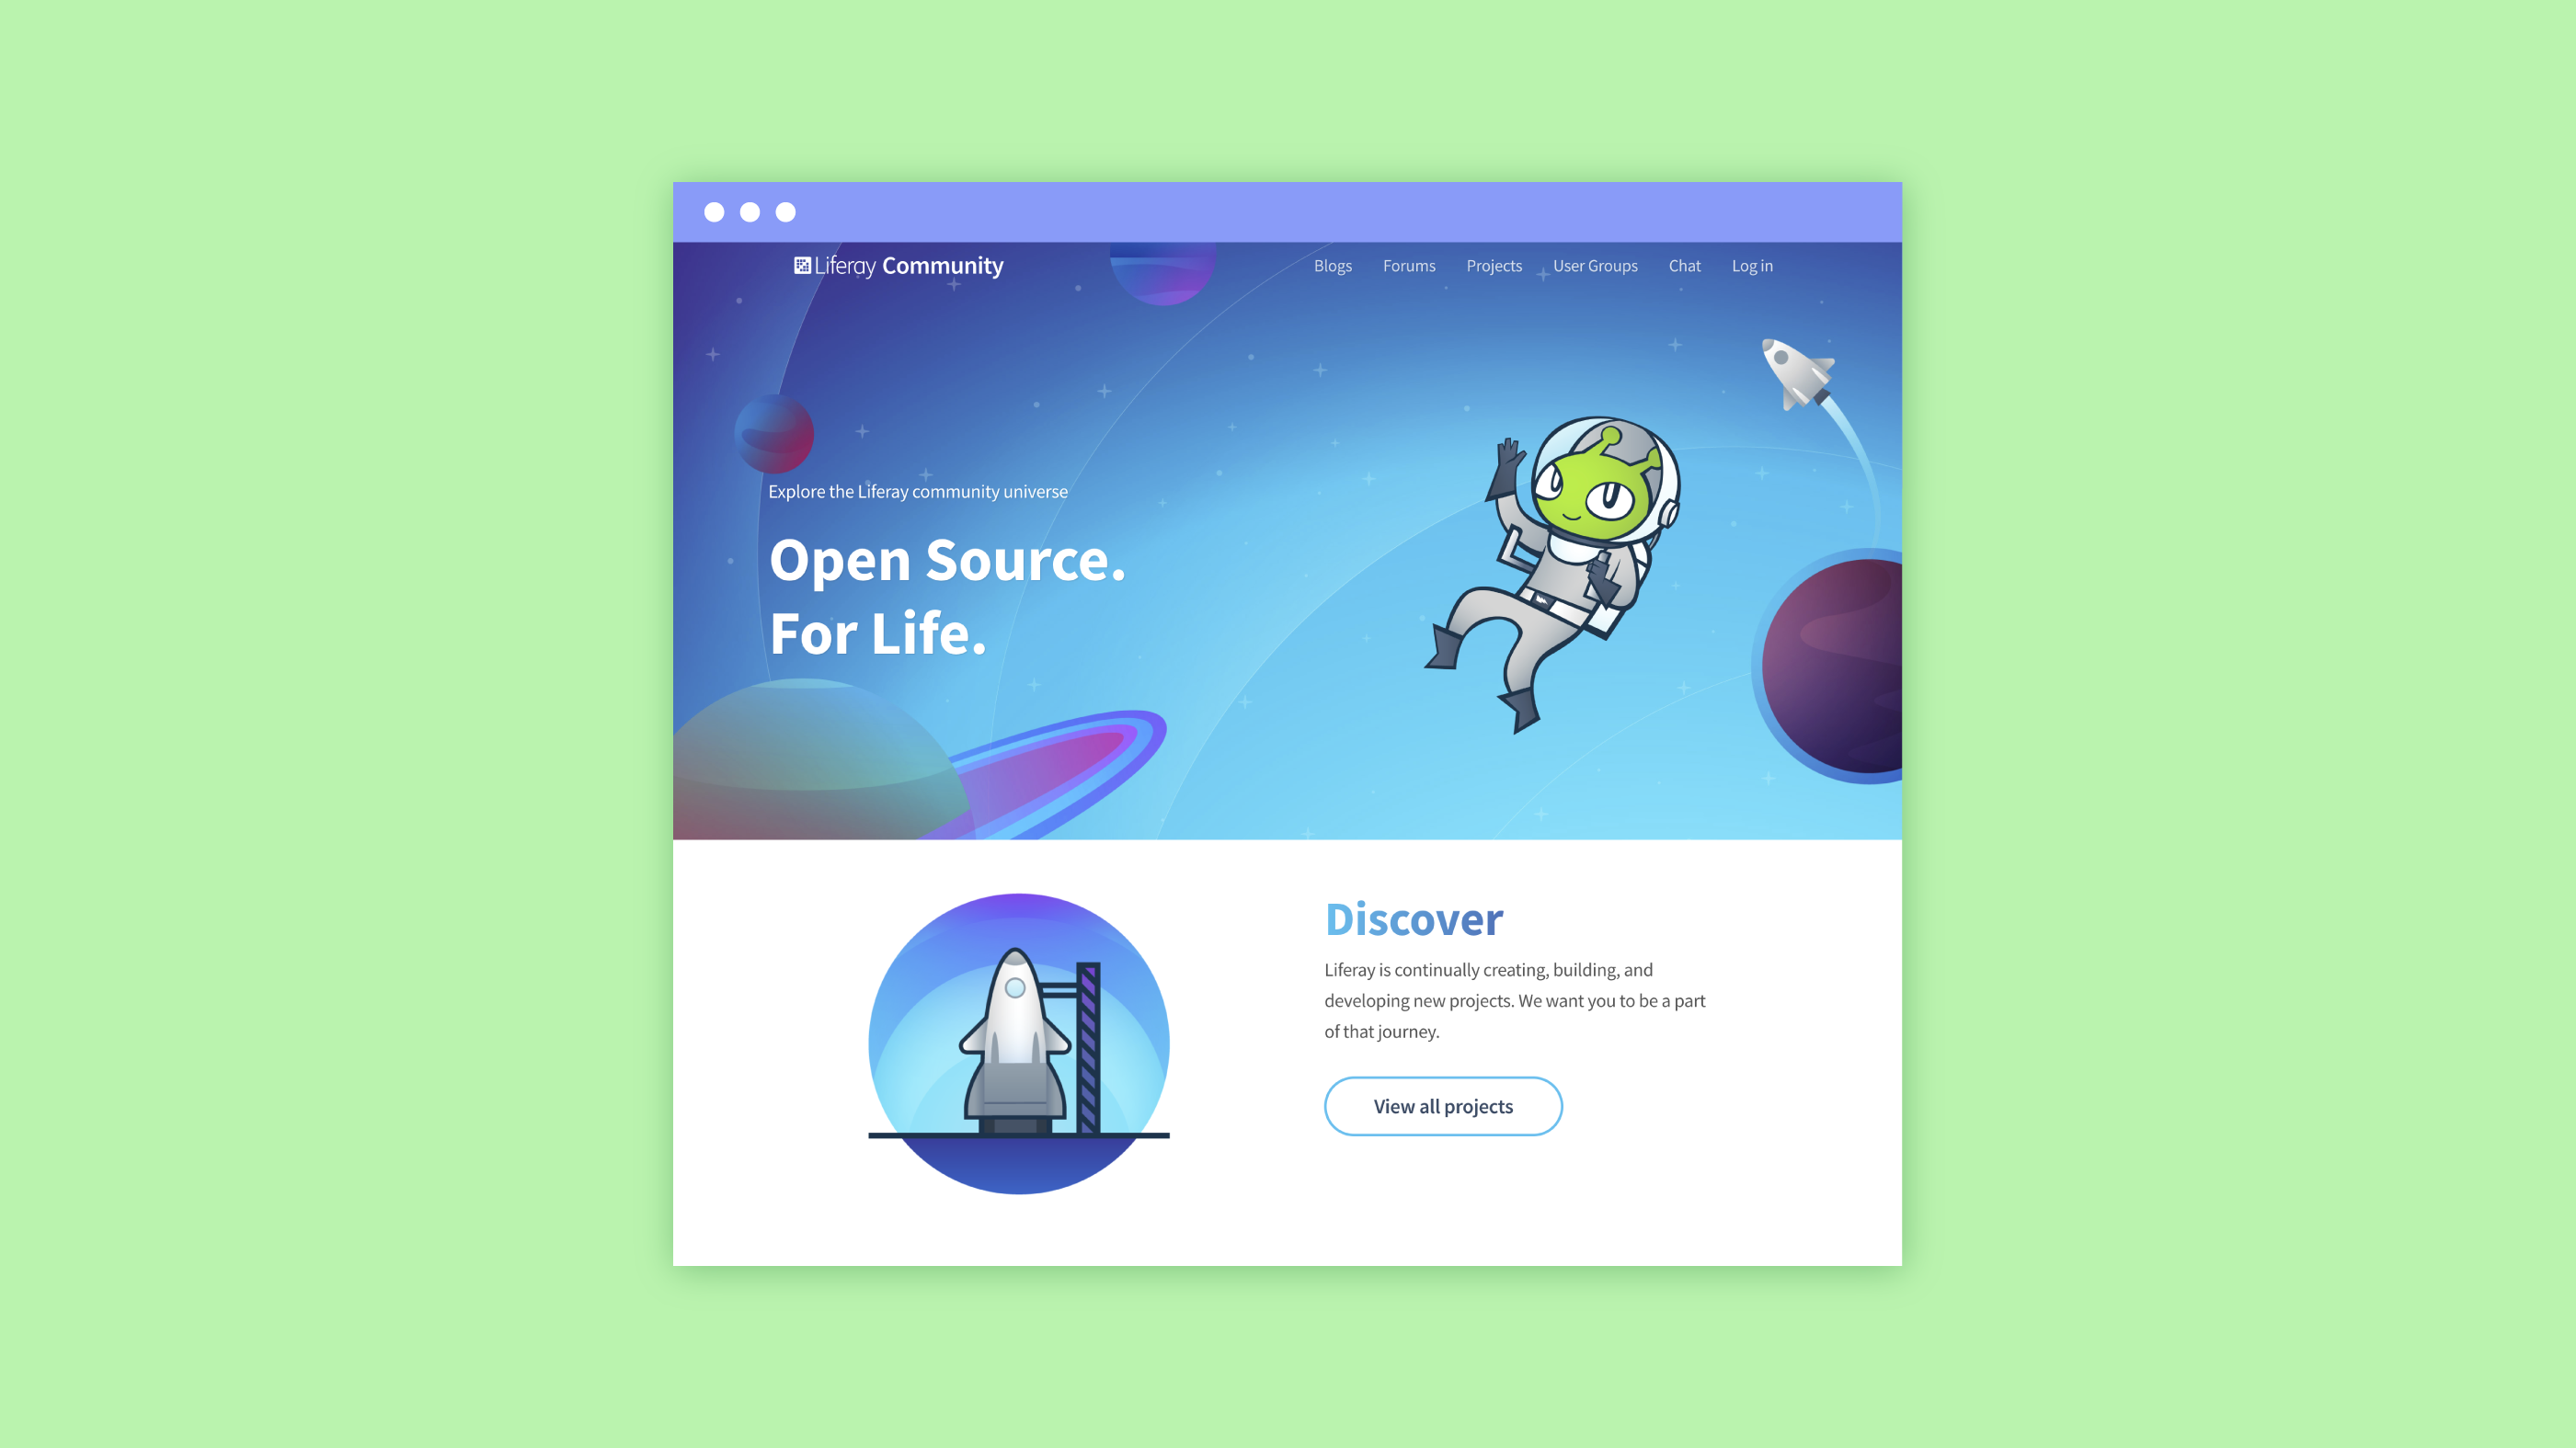 Liferay Community
Blogs Forums Projects User Groups Chat Log in
Explore the Liferay community universe
Open Source.
For Life.
Discover
Liferay is continually creating, building, and
developing new projects. We want you to be a part
of that journey.
View all projects